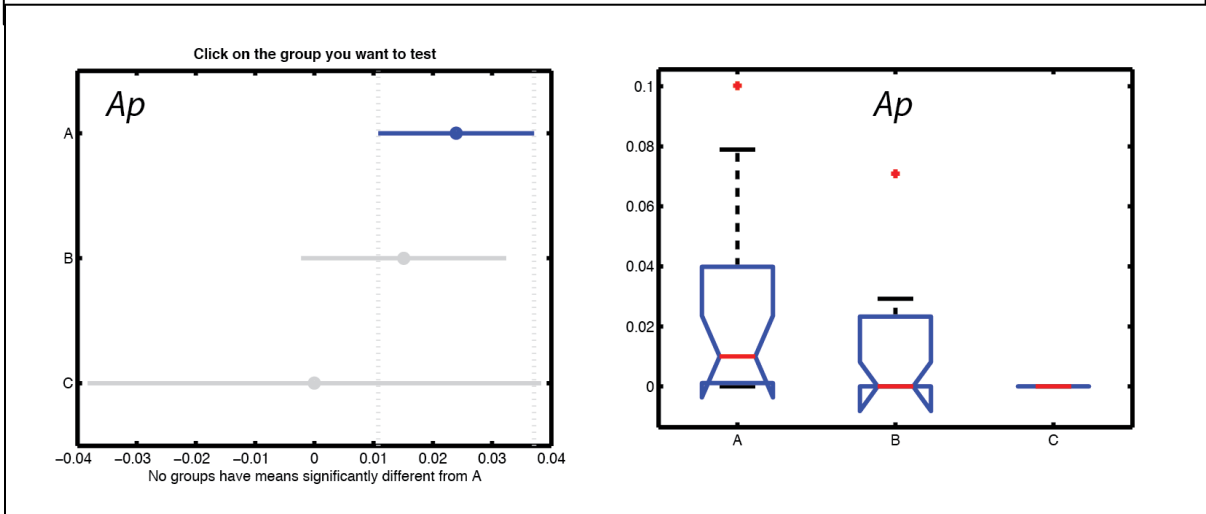 Click on the group you want to test
Ap
A
B
C
−0.04 −0.03 −0.02 −0.01 0 0.01 0.02 0.03 0.04
No groups have means significantly different from A
Ap
0.1
0.08
0.06
0.04
0.02
0
A B C